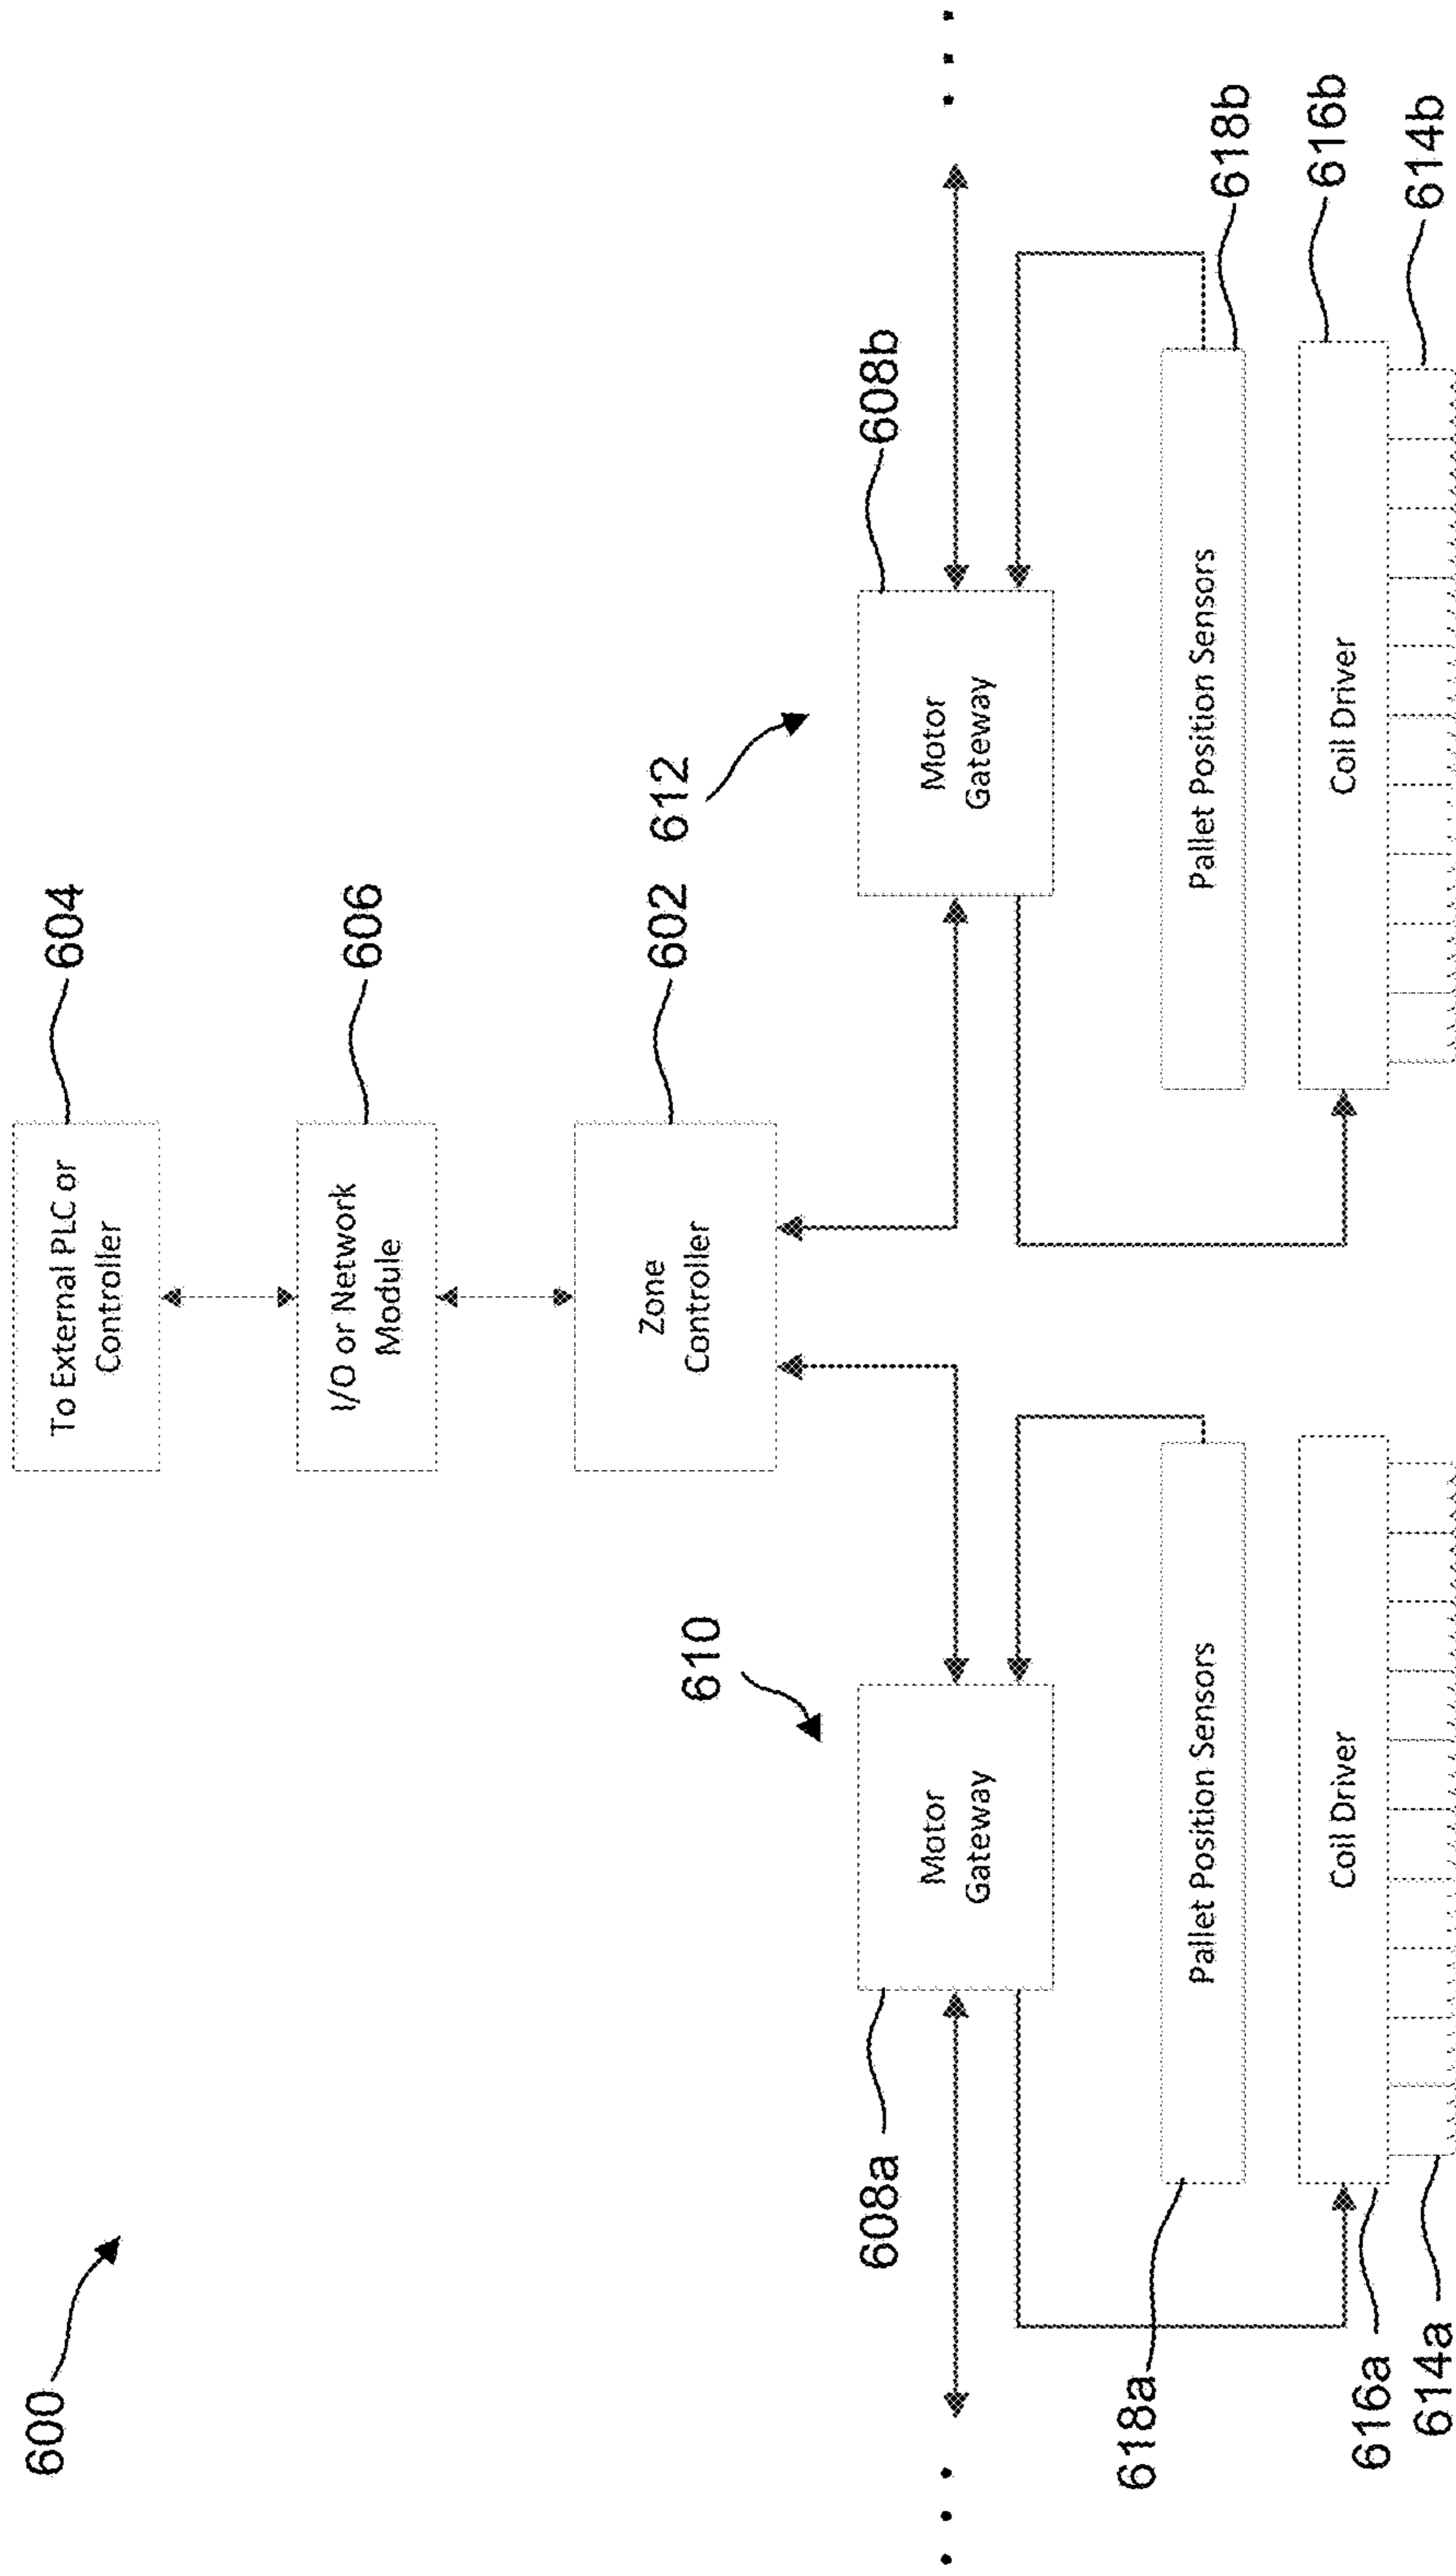 600
To External PLC or
Controller
604
I/O or Network
Module
606
Zone
Controller
602
610
612
608a
Motor
Gateway
Motor
Gateway
608b
618a
Pallet Position Sensors
Pallet Position Sensors
618b
616a
Coil Driver
Coil Driver
616b
614a
614b